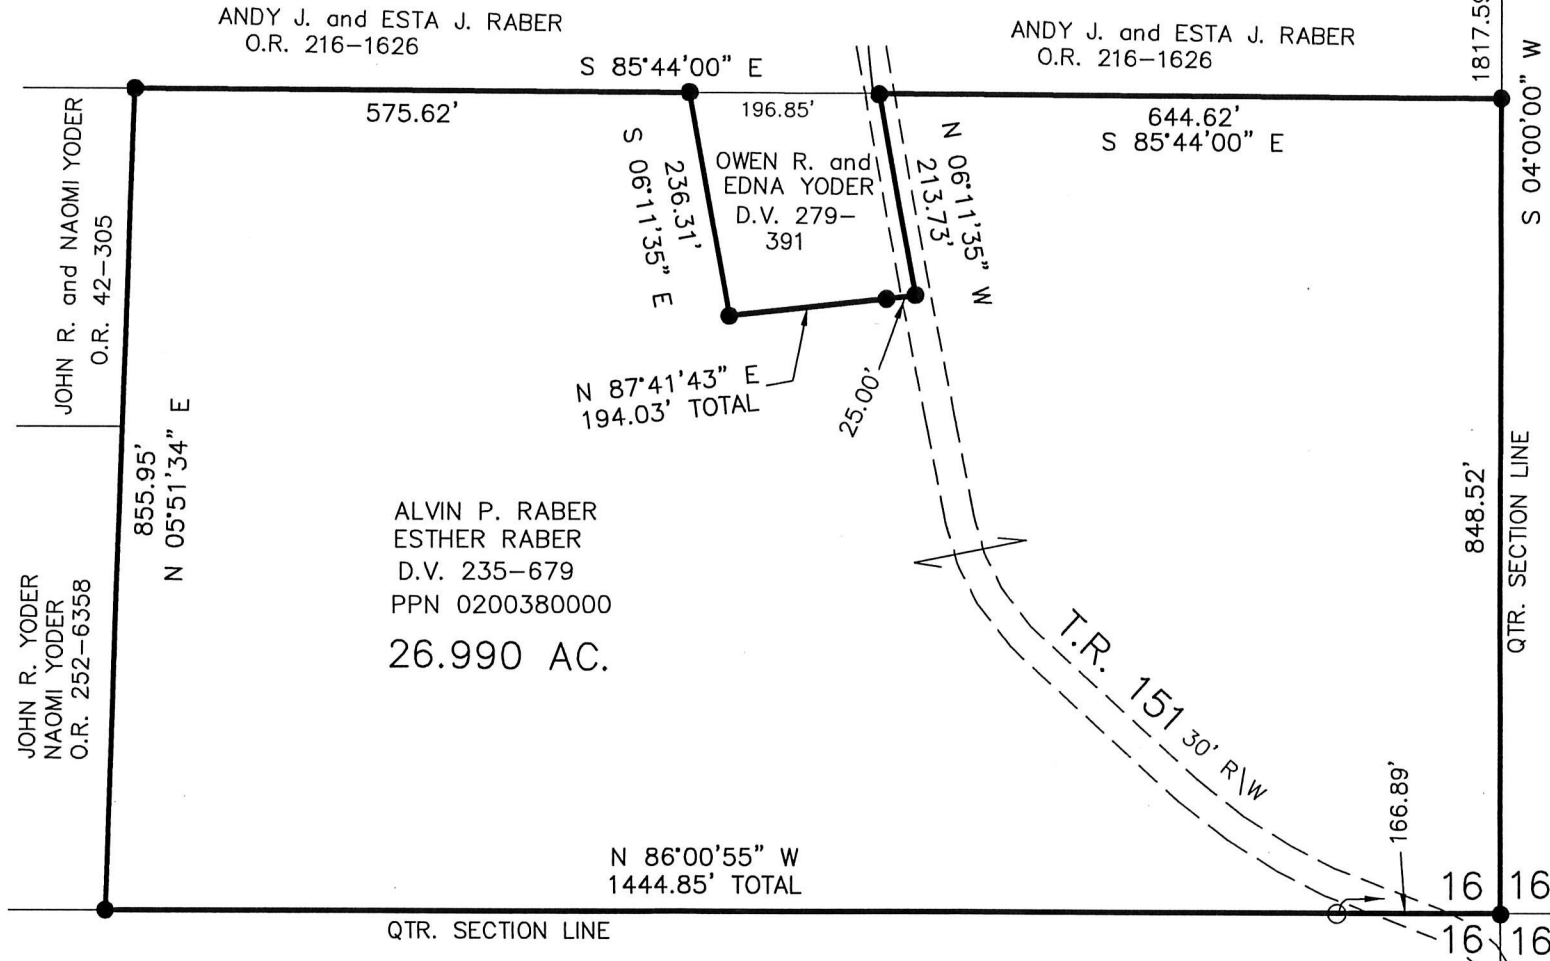 ANDY J. and ESTA J. RABER
O.R. 216-1626
S 85°44'00" E
575.62'
196.85'
ANDY J. and ESTA J. RABER
O.R. 216-1626
644.62'
S 85°44'00" E
1817.59
S 04°00'00" W
JOHN R. and NAOMI YODER
O.R. 42-305
S 06°11'35" E
236.31'
OWEN R. and
EDNA YODER
D.V. 279-
391
N 06°11'35" W
213.73'
N 87°41'43" E
194.03' TOTAL
25.00'
855.95'
N 05°51'34" E
ALVIN P. RABER
ESTHER RABER
D.V. 235-679
PPN 0200380000
26.990 AC.
848.52'
QTR. SECTION LINE
JOHN R. YODER
NAOMI YODER
O.R. 252-6358
T.R. 151 30' R\W
166.89'
N 86°00'55" W
1444.85' TOTAL
QTR. SECTION LINE
16 16
16 16